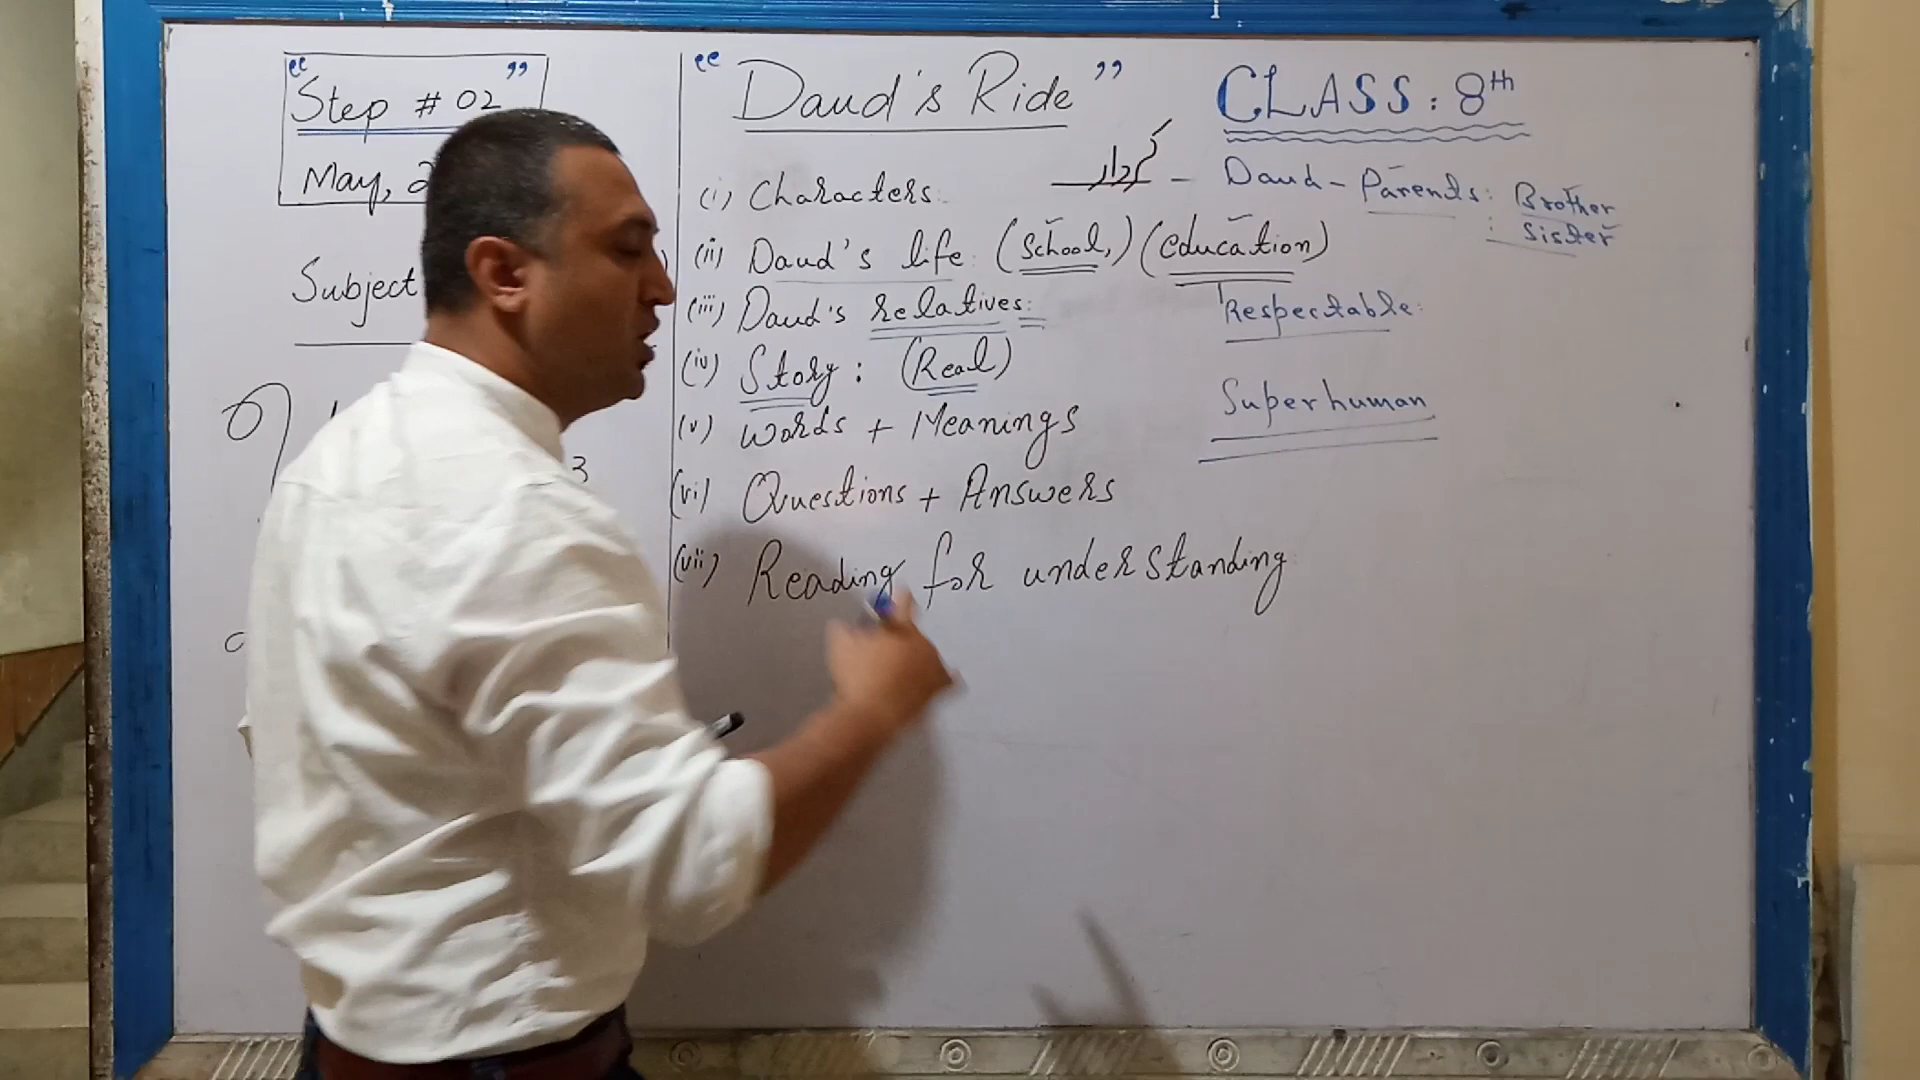 “Step # 02”
May, 2
Subject
3
“Daud's Ride”
CLASS: 8th
(i) Characters: کردار - Daud - Parents: Brother
: Sister
(ii) Daud's life: (School,) (education)
(iii) Daud's relatives:
Respectable:
(iv) Story: (Real)
Superhuman
(v) Words + Meanings
(vi) Questions + Answers
(vii) Reading for understanding